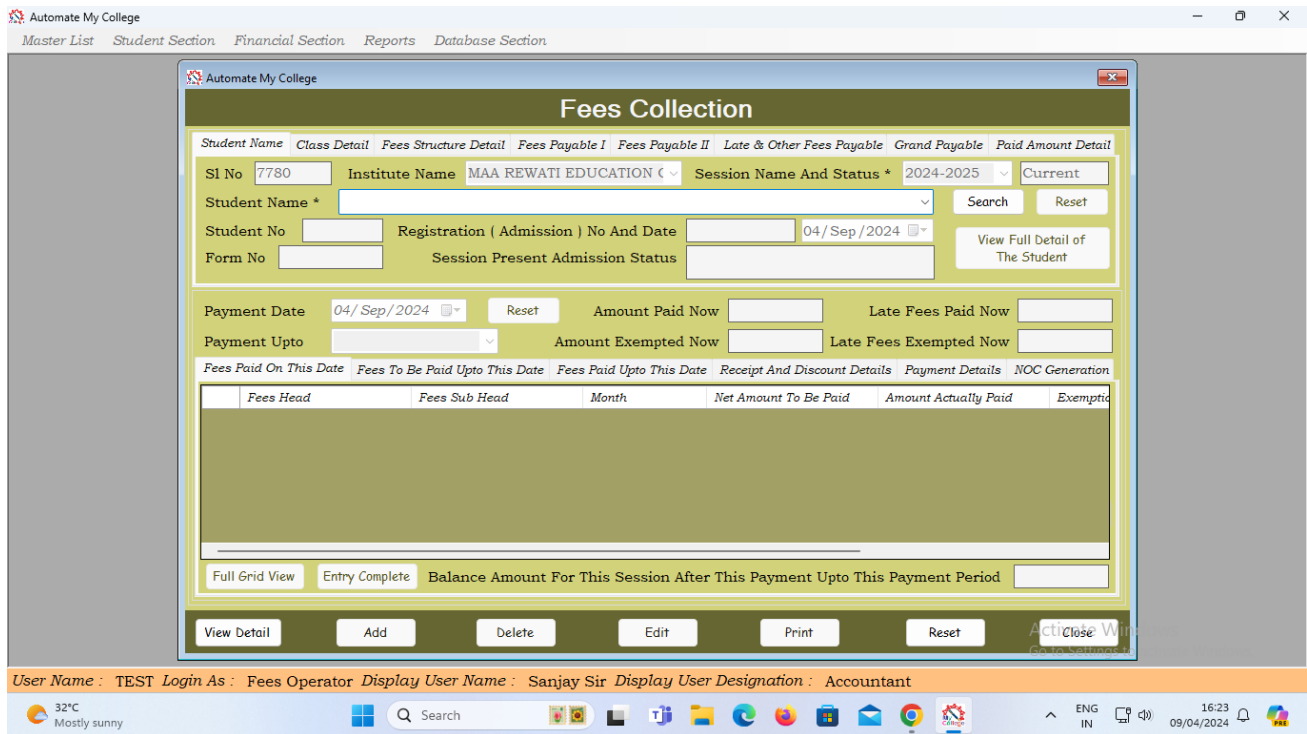 Automate My College
Master List Student Section Financial Section Reports Database Section
Automate My College
Fees Collection
Student Name Class Detail Fees Structure Detail Fees Payable I Fees Payable II Late & Other Fees Payable Grand Payable Paid Amount Detail
Sl No 7780 Institute Name MAA REWATI EDUCATION Session Name And Status * 2024-2025 Current
Student Name * Search Reset
Student No Registration ( Admission ) No And Date 04/Sep/2024
View Full Detail of
The Student
Form No Session Present Admission Status
Payment Date 04/Sep/2024 Reset Amount Paid Now Late Fees Paid Now
Payment Upto Amount Exempted Now Late Fees Exempted Now
Fees Paid On This Date Fees To Be Paid Upto This Date Fees Paid Upto This Date Receipt And Discount Details Payment Details NOC Generation
Fees Head Fees Sub Head Month Net Amount To Be Paid Amount Actually Paid Exemptic
Full Grid View Entry Complete Balance Amount For This Session After This Payment Upto This Payment Period
View Detail Add Delete Edit Print Reset Close
Activate Win
Go to Settings to
User Name : TEST Login As : Fees Operator Display User Name : Sanjay Sir Display User Designation : Accountant
32°C
Mostly sunny
Search
College
ENG
IN
16:23
09/04/2024
PRE